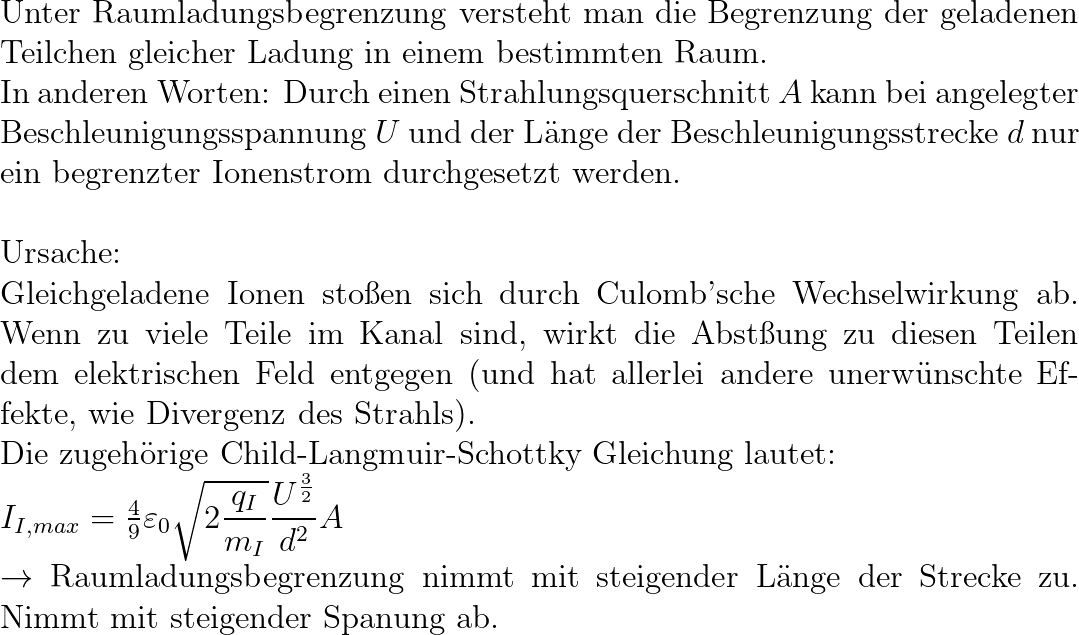 Unter Raumladungsbegrenzung versteht man die Begrenzung der geladenen
Teilchen gleicher Ladung in einem bestimmten Raum.
In anderen Worten: Durch einen Strahlungsquerschnitt A kann bei angelegter
Beschleunigungsspannung U und der Länge der Beschleunigungsstrecke d nur
ein begrenzter Ionenstrom durchgesetzt werden.
Ursache:
Gleichgeladene Ionen stoßen sich durch Culomb'sche Wechselwirkung ab.
Wenn zu viele Teile im Kanal sind, wirkt die Abstßung zu diesen Teilen
dem elektrischen Feld entgegen (und hat allerlei andere unerwünschte Ef-
fekte, wie Divergenz des Strahls).
Die zugehörige Child-Langmuir-Schottky Gleichung lautet:
$I_{I,max} = \frac{4}{9}\varepsilon_0\sqrt{2\frac{q_I}{m_I}}\frac{U^{\frac{3}{2}}}{d^2}A$
→ Raumladungsbegrenzung nimmt mit steigender Länge der Strecke zu.
Nimmt mit steigender Spanung ab.